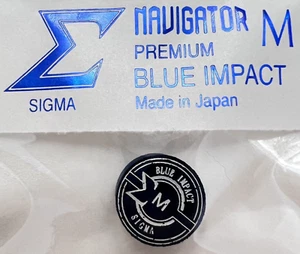 Σ
NAVIGATOR M
PREMIUM
BLUE IMPACT
SIGMA
Made in Japan
BLUE IMPACT
M
SIGMA